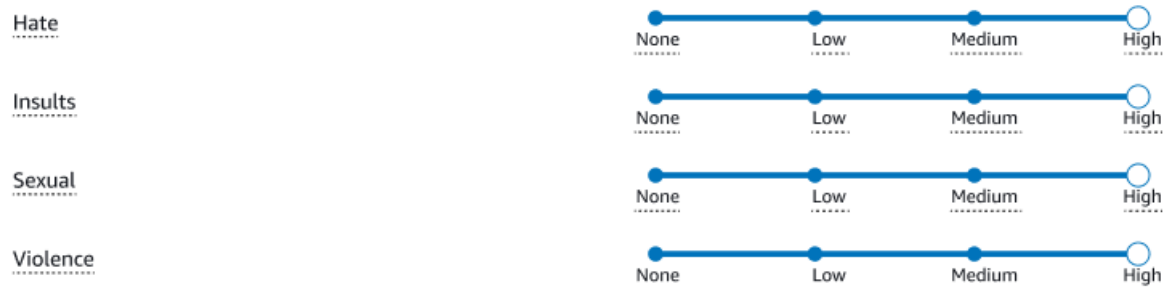 Hate
None Low Medium High
Insults
None Low Medium High
Sexual
None Low Medium High
Violence
None Low Medium High